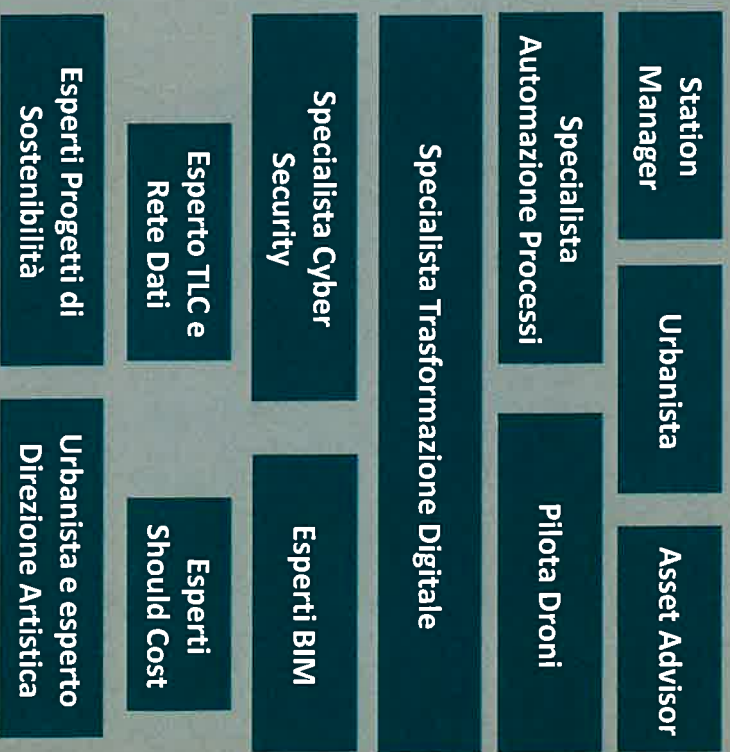 Station
Manager
Urbanista
Asset Advisor
Specialista
Automazione Processi
Pilota Droni
Specialista Trasformazione Digitale
Specialista Cyber
Security
Esperti BIM
Esperto TLC e
Rete Dati
Esperti
Should Cost
Esperti Progetti di
Sostenibilità
Urbanista e esperto
Direzione Artistica